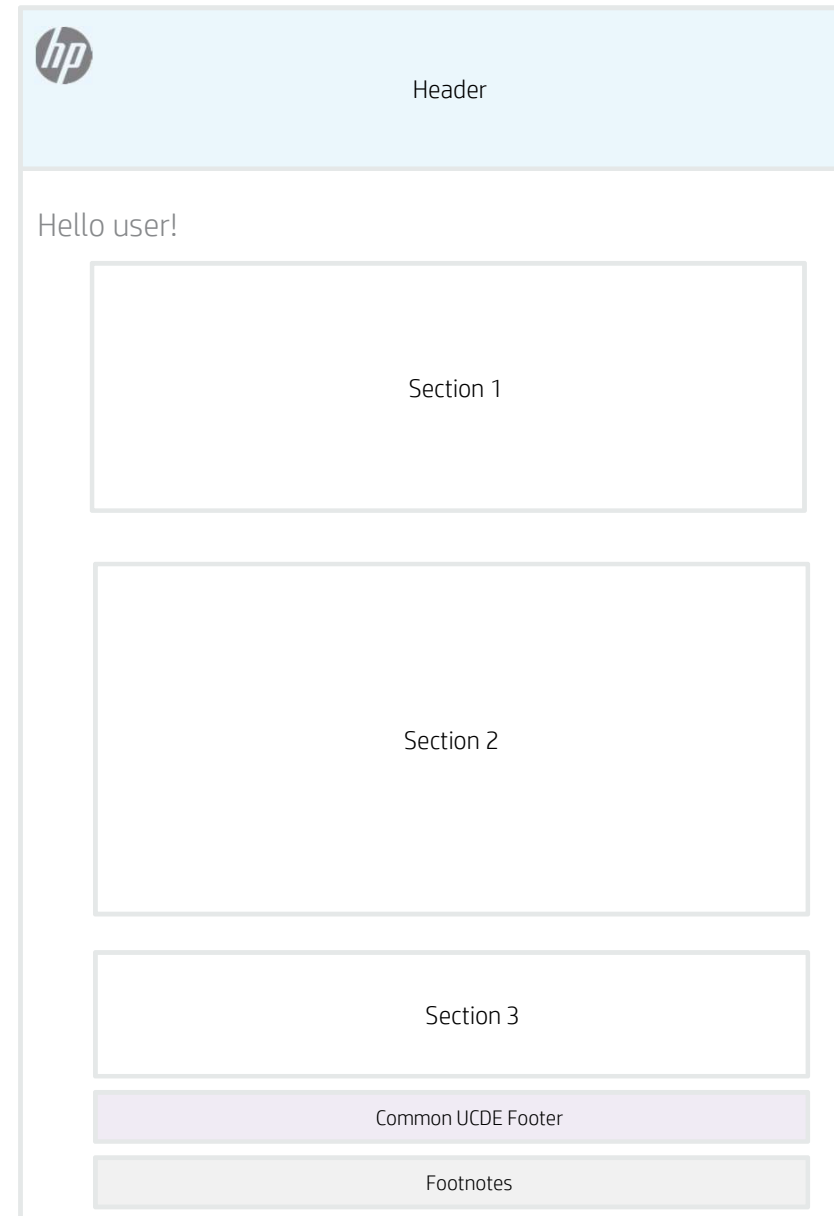 hp
Header
Hello user!
Section 1
Section 2
Section 3
Common UCDE Footer
Footnotes